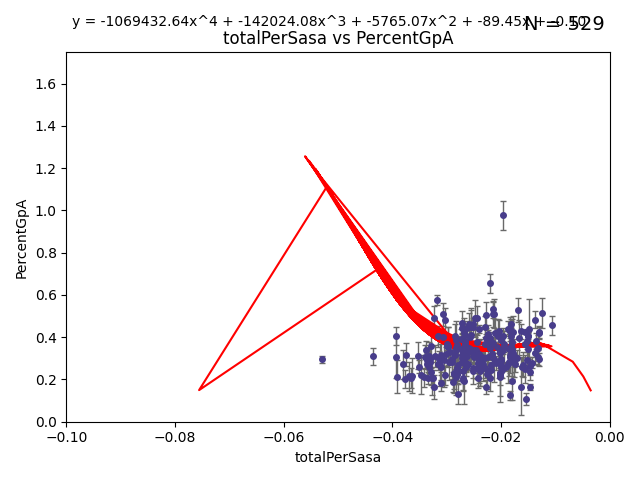 y = -1069432.64x^4 + -142024.08x^3 + -5765.07x^2 + -89.45x +
N = 529
totalPerSasa vs PercentGpA
PercentGpA
1.6
1.4
1.2
1.0
0.8
0.6
0.4
0.2
0.0
−0.10 −0.08 −0.06 −0.04 −0.02 0.00
totalPerSasa